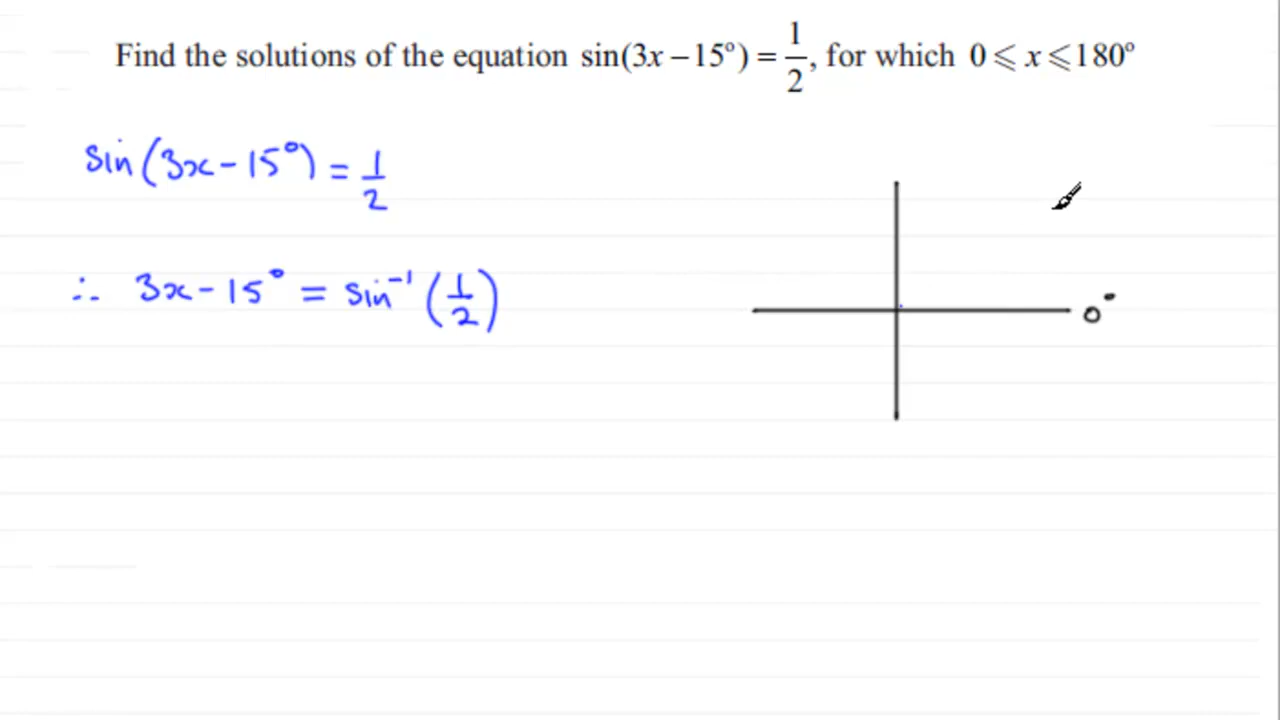 Find the solutions of the equation sin(3x − 15°) = 1/2, for which 0 ⩽ x ⩽ 180°
sin(3x − 15°) = 1/2
∴ 3x − 15° = sin⁻¹(1/2)
0°